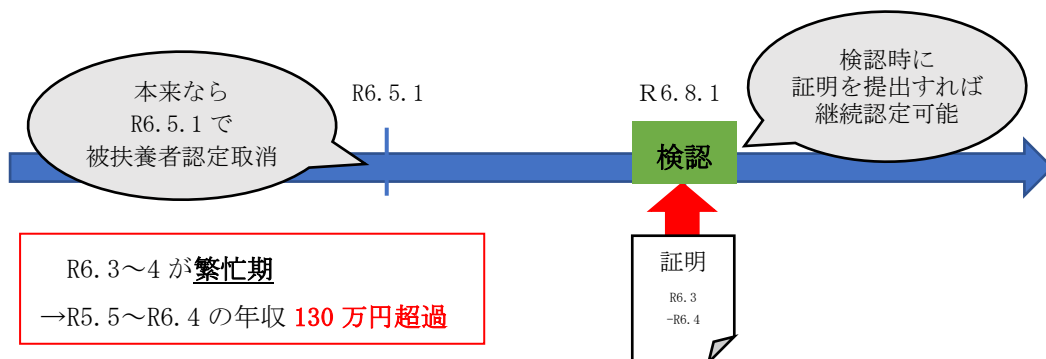 本来なら
R6.5.1で
被扶養者認定取消
R6.5.1
R6.8.1
検認時に
証明を提出すれば
継続認定可能
検認
R6.3～4が繁忙期
→R5.5～R6.4の年収130万円超過
証明
R6.3
-R6.4